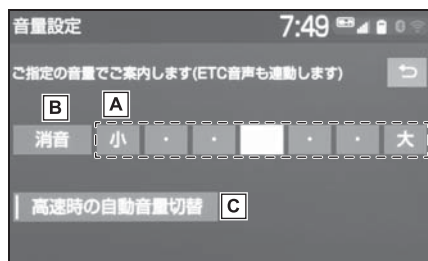 音量設定 7:49
ご指定の音量でご案内します(ETC音声も連動します)
B A
消音 小 ・ ・ ・ ・ 大
高速時の自動音量切替 C